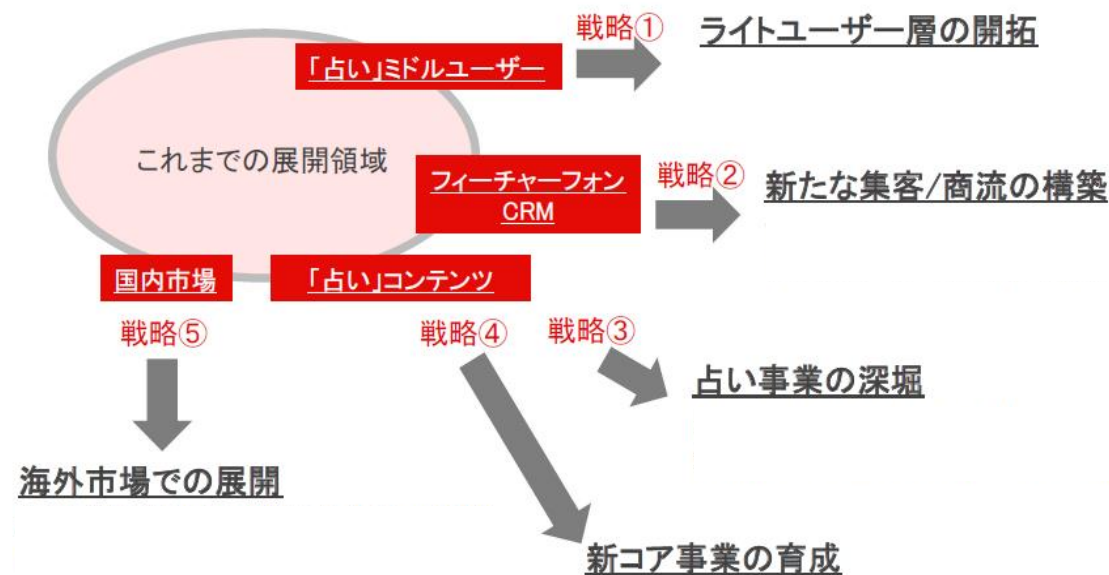 戦略①
ライトユーザー層の開拓
「占い」ミドルユーザー
これまでの展開領域
フィーチャーフォン
CRM
戦略②
新たな集客/商流の構築
国内市場
「占い」コンテンツ
戦略⑤
戦略④
戦略③
占い事業の深堀
海外市場での展開
新コア事業の育成